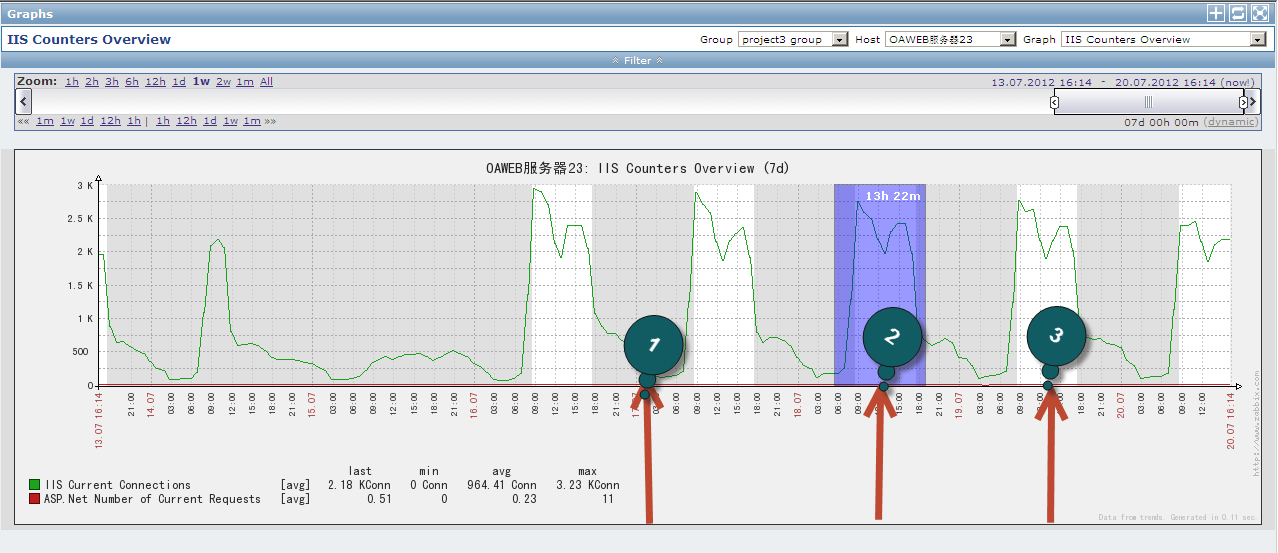 Graphs
IIS Counters Overview Group project3 group Host OAWEB服务器23 Graph IIS Counters Overview
Filter
Zoom: 1h 2h 3h 6h 12h 1d 1w 2w 1m All 13.07.2012 16:14 - 20.07.2012 16:14 (now!)
«« 1m 1w 1d 12h 1h | 1h 12h 1d 1w 1m »» 07d 00h 00m (dynamic)
OAWEB服务器23: IIS Counters Overview (7d)
3 K
2.5 K
2 K
1.5 K
1 K
500
0
13h 22m
1
2
3
13.07 16:14 21:00 14.07 06:00 09:00 12:00 15:00 18:00 21:00 15.07 03:00 06:00 09:00 12:00 15:00 18:00 21:00 16.07 03:00 06:00 09:00 12:00 15:00 18:00 21:00 03:00 06:00 09:00 12:00 15:00 18:00 21:00 18.07 03:00 06:00 09:00 15:00 18:00 21:00 19.07 03:00 06:00 09:00 15:00 18:00 21:00 20.07 03:00 06:00 09:00 12:00 20.07 16:14
last min avg max
IIS Current Connections [avg] 2.18 KConn 0 Conn 964.41 Conn 3.23 KConn
ASP.Net Number of Current Requests [avg] 0.51 0 0.23 11
http://www.zabbix.com
Data from trends. Generated in 0.11 sec